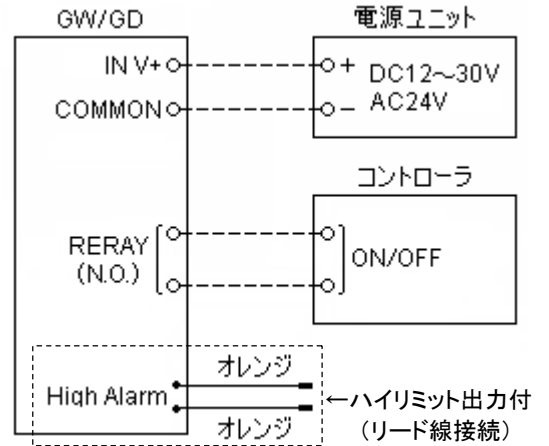 GW/GD
電源ユニット
IN V+
+ DC12～30V
COMMON
− AC24V
コントローラ
RERAY
(N.O.)
ON/OFF
オレンジ
High Alarm
←ハイリミット出力付
(リード線接続)
オレンジ